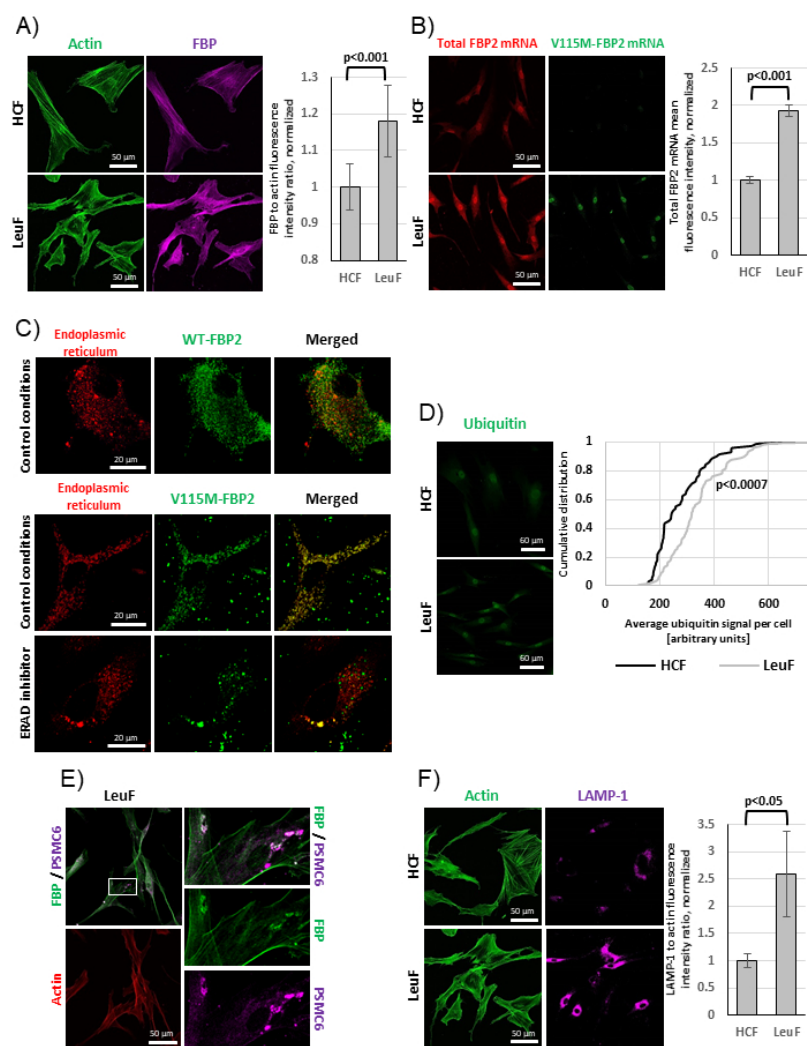 A)
Actin FBP
HCF
50 μm
LeuF
50 μm
FBP to actin fluorescence
intensity ratio, normalized
1.3
1.2
1.1
1
0.9
0.8
p<0.001
HCF LeuF
B)
Total FBP2 mRNA V115M-FBP2 mRNA
HCF
50 μm
LeuF
50 μm
Total FBP2 mRNA mean
fluorescence intensity, normalized
2.5
2
1.5
1
0.5
0
p<0.001
HCF LeuF
C)
Endoplasmic
reticulum
WT-FBP2
Merged
Control conditions
20 μm
Endoplasmic
reticulum
V115M-FBP2
Merged
Control conditions
20 μm
ERAD inhibitor
20 μm
D)
Ubiquitin
HCF
60 μm
LeuF
60 μm
Cumulative distribution
1
0.8
0.6
0.4
0.2
0
p<0.0007
0 200 400 600
Average ubiquitin signal per cell
[arbitrary units]
HCF LeuF
E)
LeuF
FBP / PSMC6
Actin
50 μm
FBP / PSMC6
FBP
PSMC6
F)
Actin LAMP-1
HCF
50 μm
LeuF
50 μm
LAMP-1 to actin fluorescence
intensity ratio, normalized
3.5
3
2.5
2
1.5
1
0.5
0
p<0.05
HCF LeuF